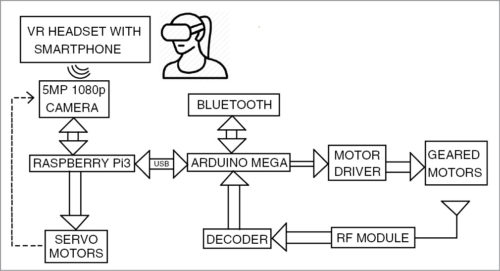 VR HEADSET WITH
SMARTPHONE
5MP 1080p
CAMERA
BLUETOOTH
RASPBERRY Pi3
USB
ARDUINO MEGA
MOTOR
DRIVER
GEARED
MOTORS
SERVO
MOTORS
DECODER
RF MODULE